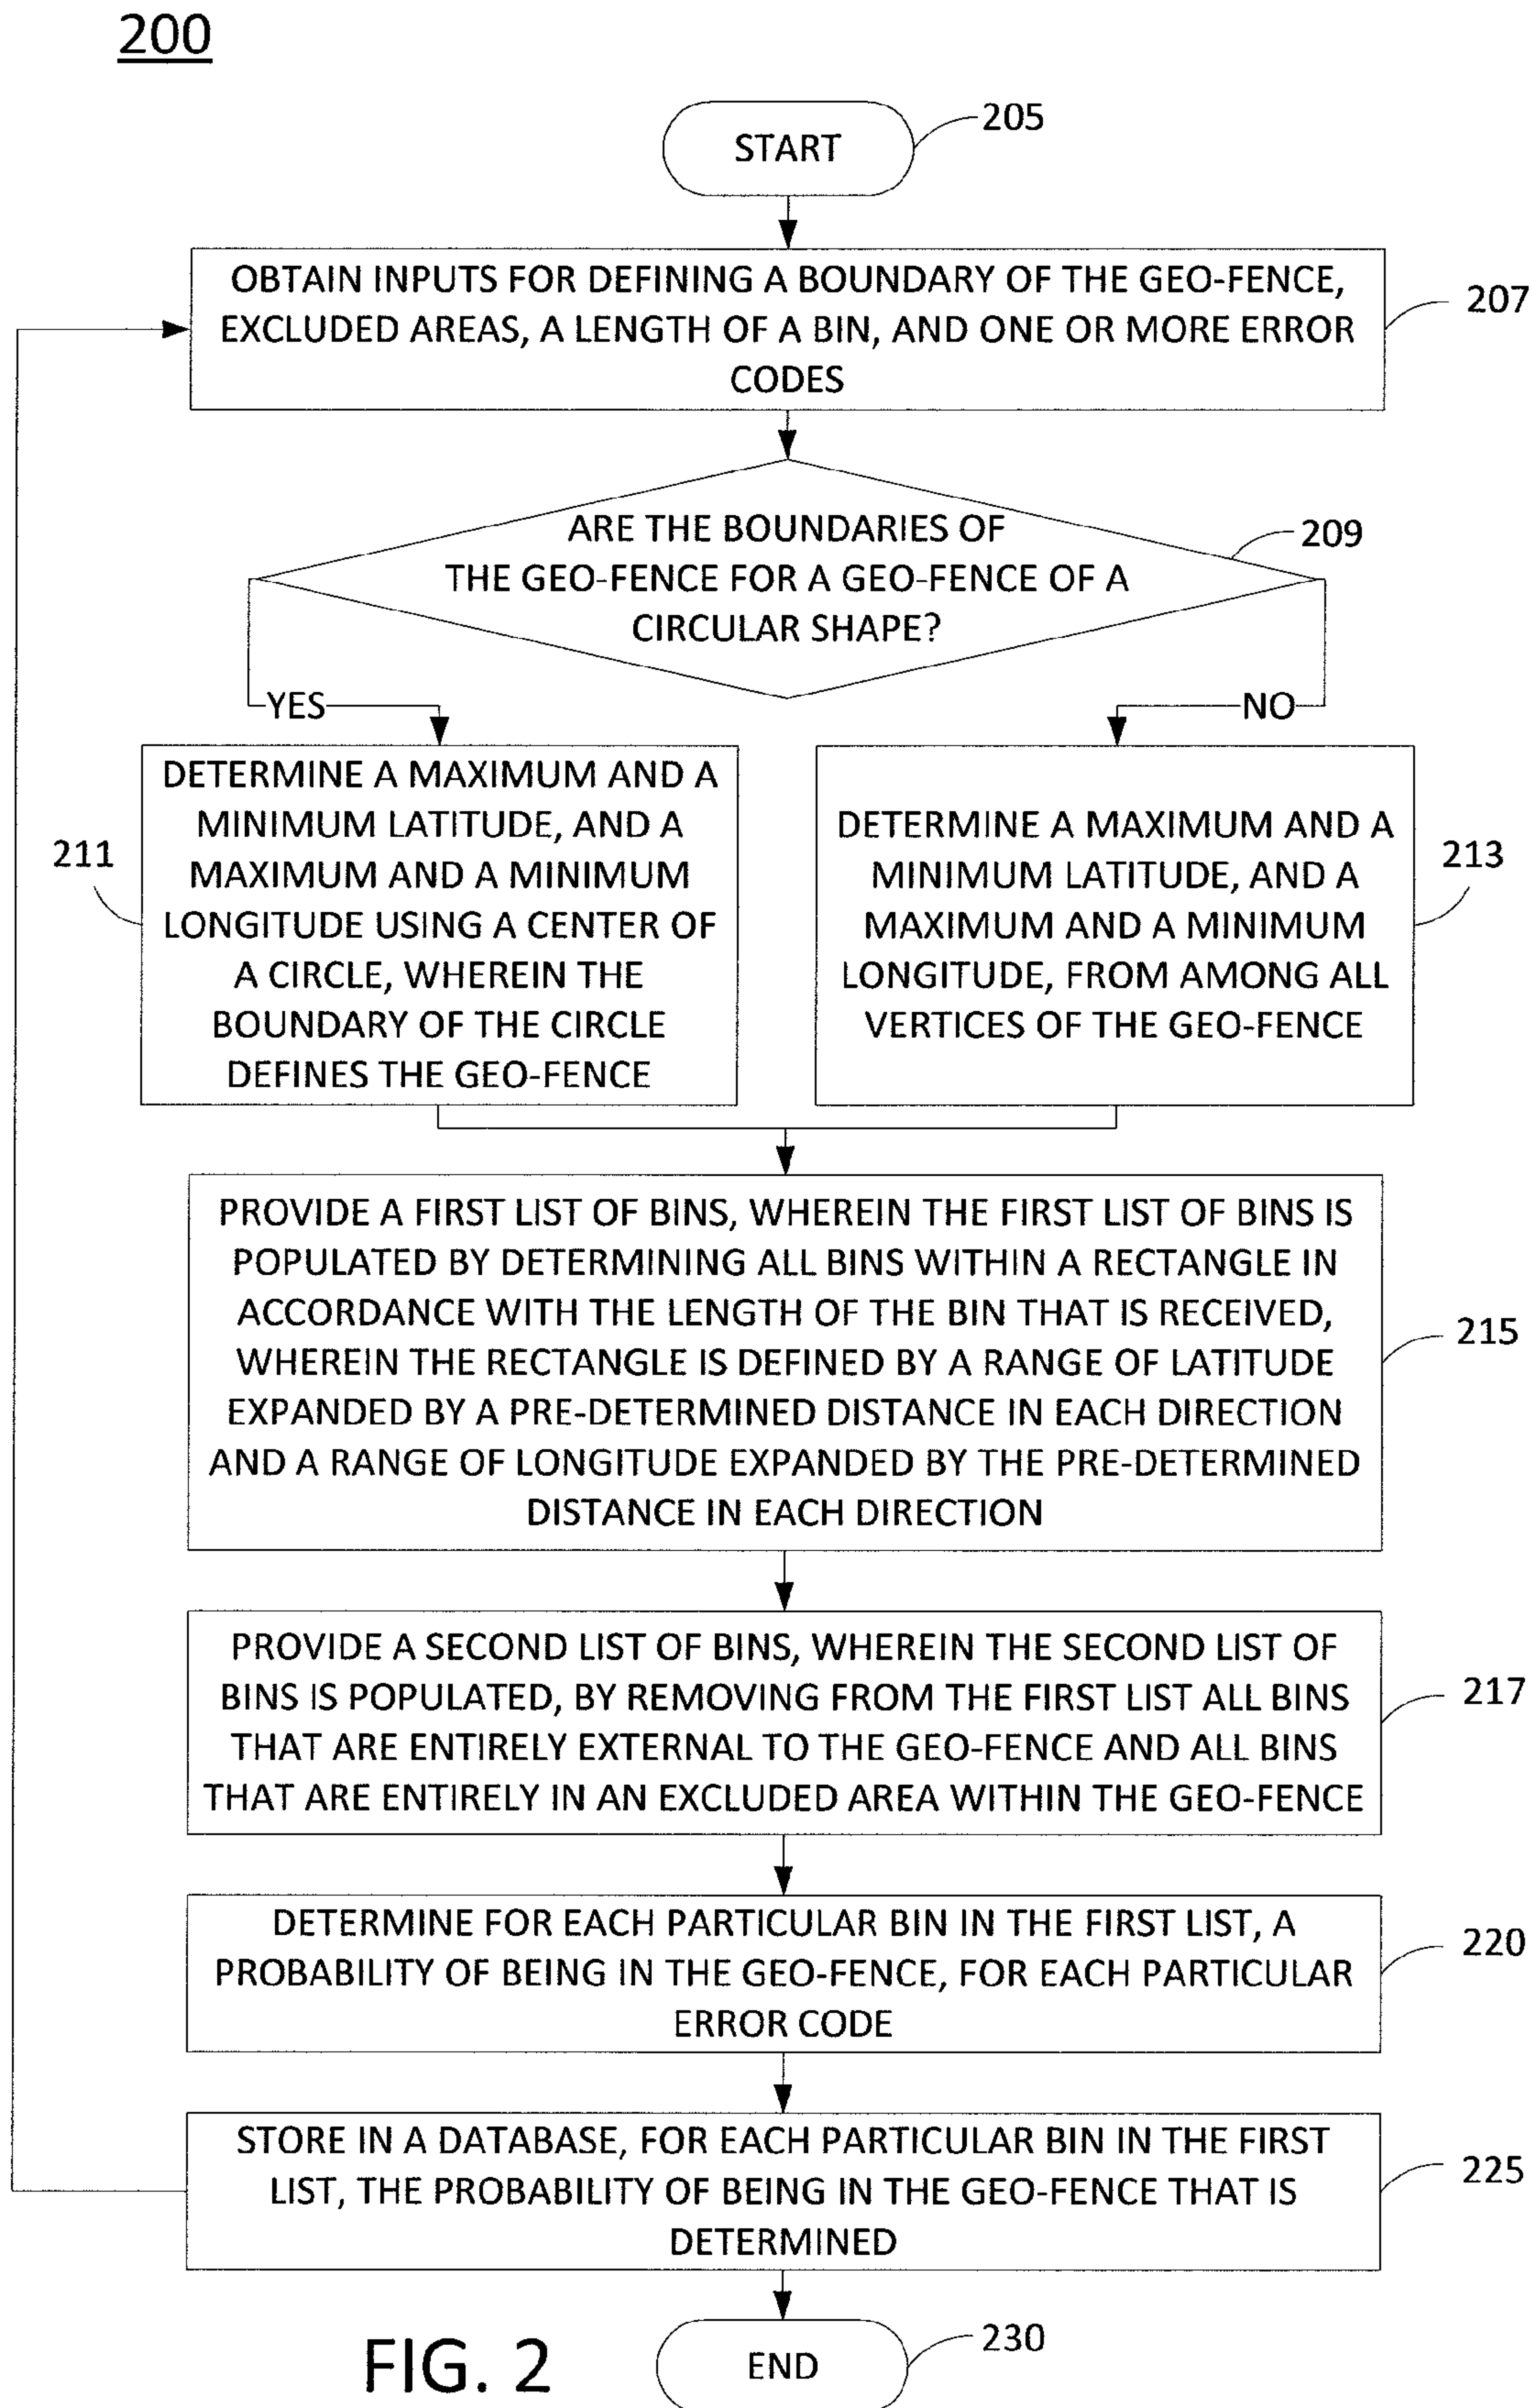 200
START
205
OBTAIN INPUTS FOR DEFINING A BOUNDARY OF THE GEO-FENCE,
EXCLUDED AREAS, A LENGTH OF A BIN, AND ONE OR MORE ERROR
CODES
207
ARE THE BOUNDARIES OF
THE GEO-FENCE FOR A GEO-FENCE OF A
CIRCULAR SHAPE?
209
YES
NO
DETERMINE A MAXIMUM AND A
MINIMUM LATITUDE, AND A
MAXIMUM AND A MINIMUM
LONGITUDE USING A CENTER OF
A CIRCLE, WHEREIN THE
BOUNDARY OF THE CIRCLE
DEFINES THE GEO-FENCE
211
DETERMINE A MAXIMUM AND A
MINIMUM LATITUDE, AND A
MAXIMUM AND A MINIMUM
LONGITUDE, FROM AMONG ALL
VERTICES OF THE GEO-FENCE
213
PROVIDE A FIRST LIST OF BINS, WHEREIN THE FIRST LIST OF BINS IS
POPULATED BY DETERMINING ALL BINS WITHIN A RECTANGLE IN
ACCORDANCE WITH THE LENGTH OF THE BIN THAT IS RECEIVED,
WHEREIN THE RECTANGLE IS DEFINED BY A RANGE OF LATITUDE
EXPANDED BY A PRE-DETERMINED DISTANCE IN EACH DIRECTION
AND A RANGE OF LONGITUDE EXPANDED BY THE PRE-DETERMINED
DISTANCE IN EACH DIRECTION
215
PROVIDE A SECOND LIST OF BINS, WHEREIN THE SECOND LIST OF
BINS IS POPULATED, BY REMOVING FROM THE FIRST LIST ALL BINS
THAT ARE ENTIRELY EXTERNAL TO THE GEO-FENCE AND ALL BINS
THAT ARE ENTIRELY IN AN EXCLUDED AREA WITHIN THE GEO-FENCE
217
DETERMINE FOR EACH PARTICULAR BIN IN THE FIRST LIST, A
PROBABILITY OF BEING IN THE GEO-FENCE, FOR EACH PARTICULAR
ERROR CODE
220
STORE IN A DATABASE, FOR EACH PARTICULAR BIN IN THE FIRST
LIST, THE PROBABILITY OF BEING IN THE GEO-FENCE THAT IS
DETERMINED
225
END
230
FIG. 2